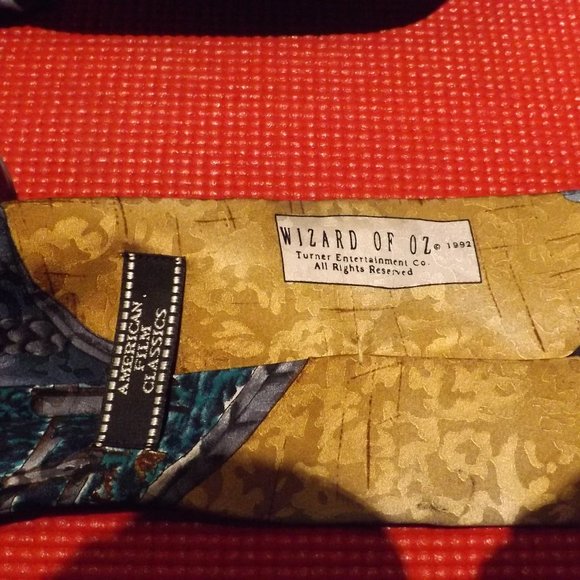 WIZARD OF OZ © 1992
Turner Entertainment Co.
All Rights Reserved
AMERICAN
FILM
CLASSICS